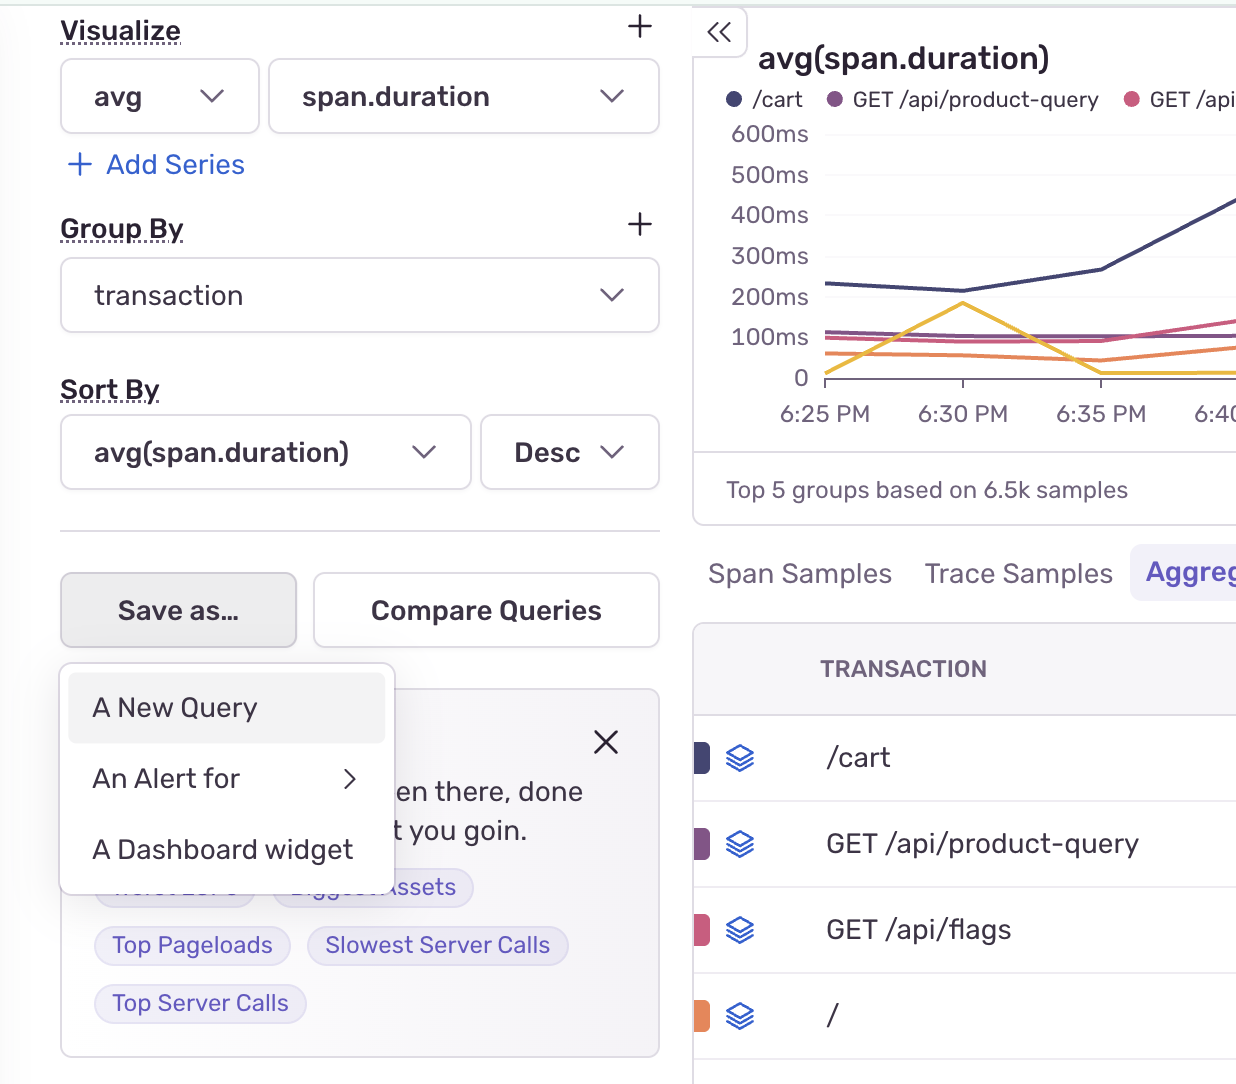 Visualize
avg
span.duration
Add Series
Group By
transaction
Sort By
avg(span.duration)
Desc
Save as...
Compare Queries
A New Query
An Alert for
A Dashboard widget
en there, done
t you goin.
Assets
Top Pageloads
Slowest Server Calls
Top Server Calls
avg(span.duration)
/cart
GET /api/product-query
GET /api
600ms
500ms
400ms
300ms
200ms
100ms
0
6:25 PM
6:30 PM
6:35 PM
6:40
Top 5 groups based on 6.5k samples
Span Samples
Trace Samples
Aggreg
TRANSACTION
/cart
GET /api/product-query
GET /api/flags
/